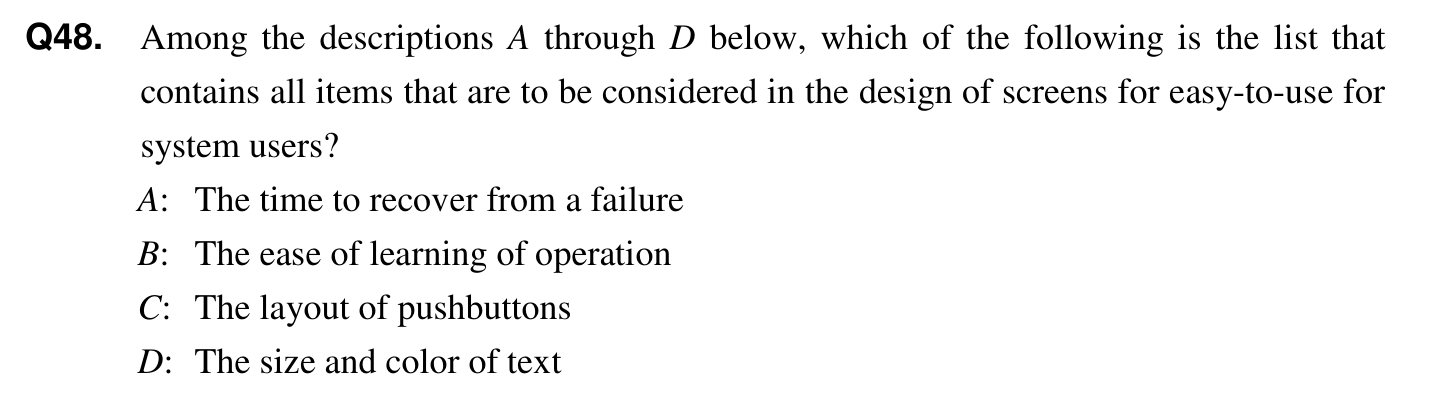 Q48. Among the descriptions A through D below, which of the following is the list that
contains all items that are to be considered in the design of screens for easy-to-use for
system users?
A: The time to recover from a failure
B: The ease of learning of operation
C: The layout of pushbuttons
D: The size and color of text